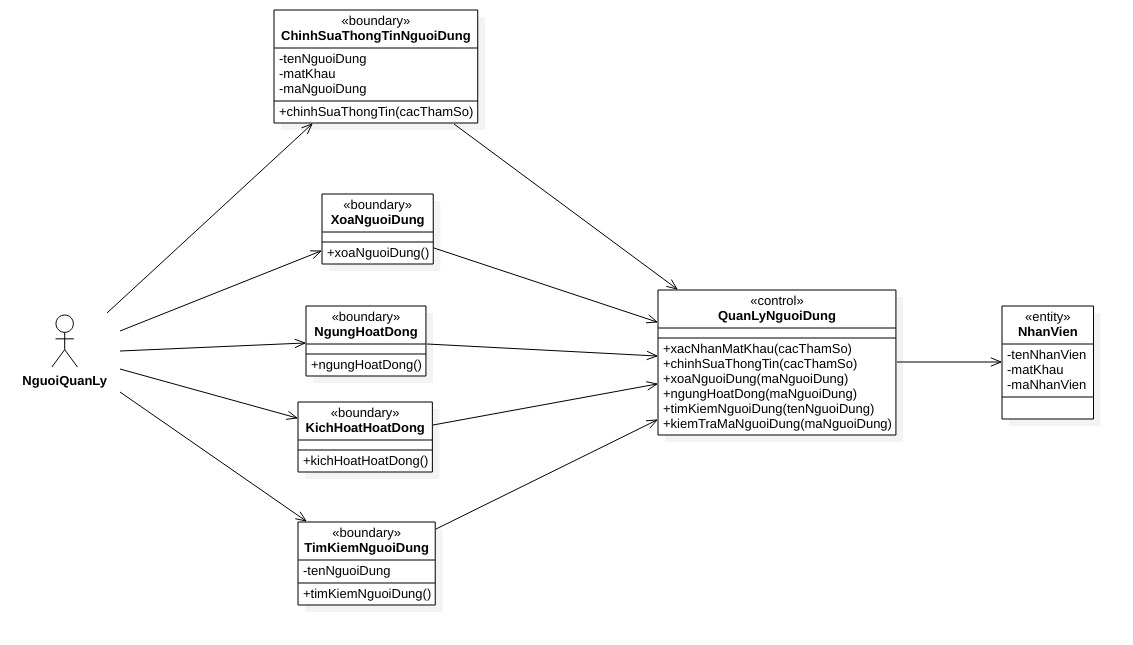 «boundary»
ChinhSuaThongTinNguoiDung
-tenNguoiDung
-matKhau
-maNguoiDung
+chinhSuaThongTin(cacThamSo)
«boundary»
XoaNguoiDung
+xoaNguoiDung()
«boundary»
NgungHoatDong
+ngungHoatDong()
«boundary»
KichHoatHoatDong
+kichHoatHoatDong()
«boundary»
TimKiemNguoiDung
-tenNguoiDung
+timKiemNguoiDung()
NguoiQuanLy
«control»
QuanLyNguoiDung
+xacNhanMatKhau(cacThamSo)
+chinhSuaThongTin(cacThamSo)
+xoaNguoiDung(maNguoiDung)
+ngungHoatDong(maNguoiDung)
+timKiemNguoiDung(tenNguoiDung)
+kiemTraMaNguoiDung(maNguoiDung)
«entity»
NhanVien
-tenNhanVien
-matKhau
-maNhanVien